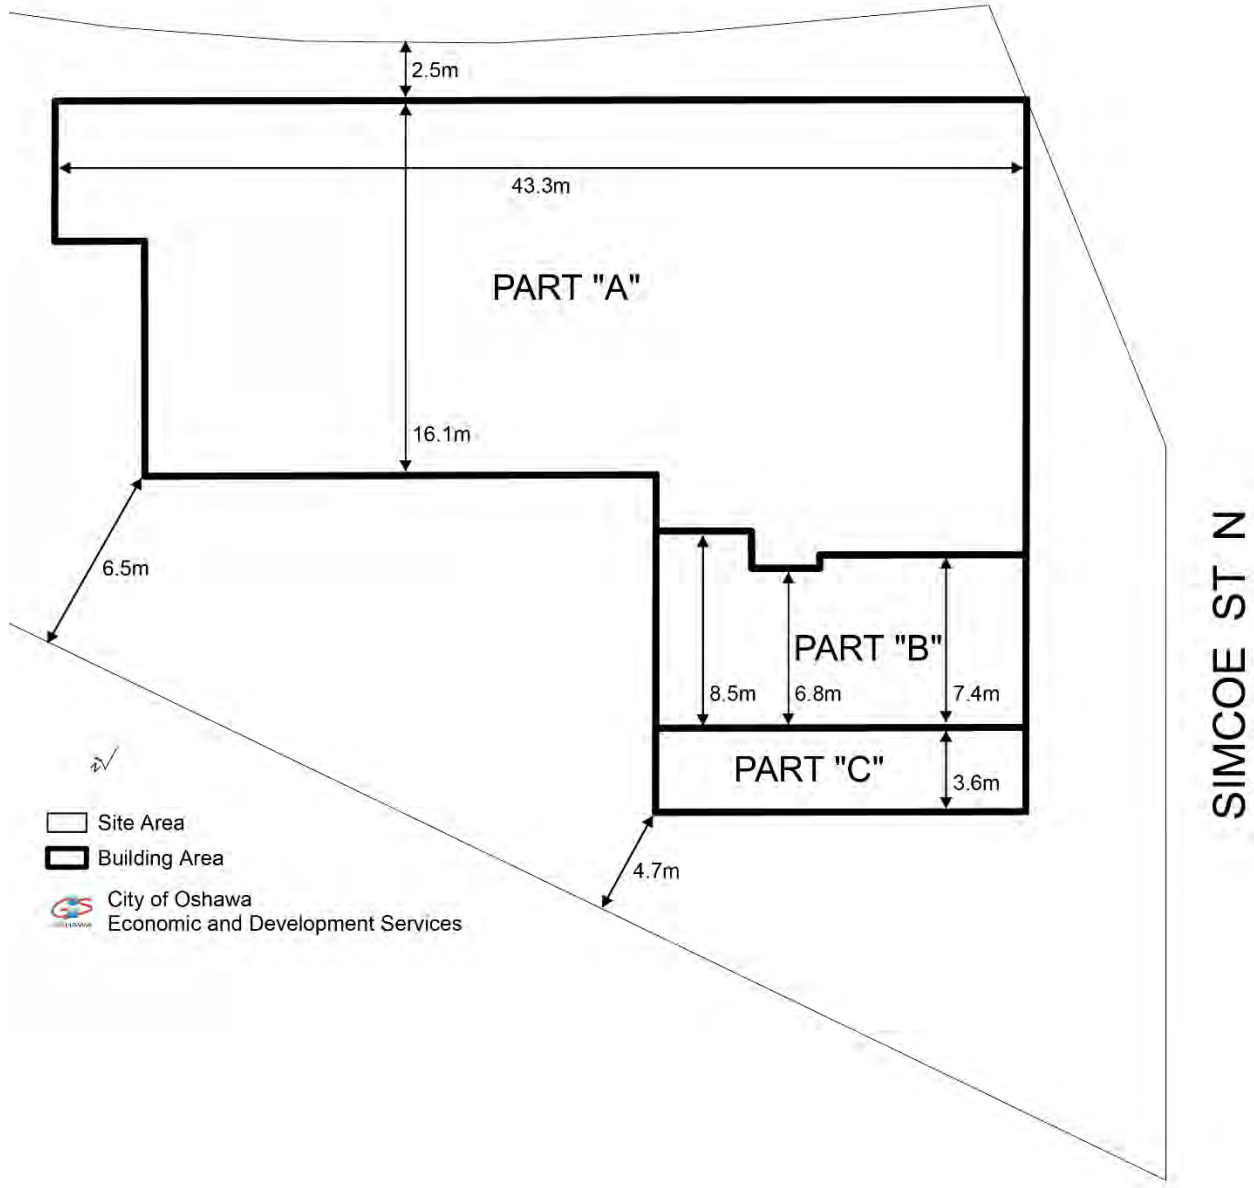 2.5m
43.3m
PART "A"
16.1m
6.5m
PART "B"
8.5m
6.8m
7.4m
PART "C"
3.6m
4.7m
SIMCOE ST N
Site Area
Building Area
City of Oshawa
Economic and Development Services